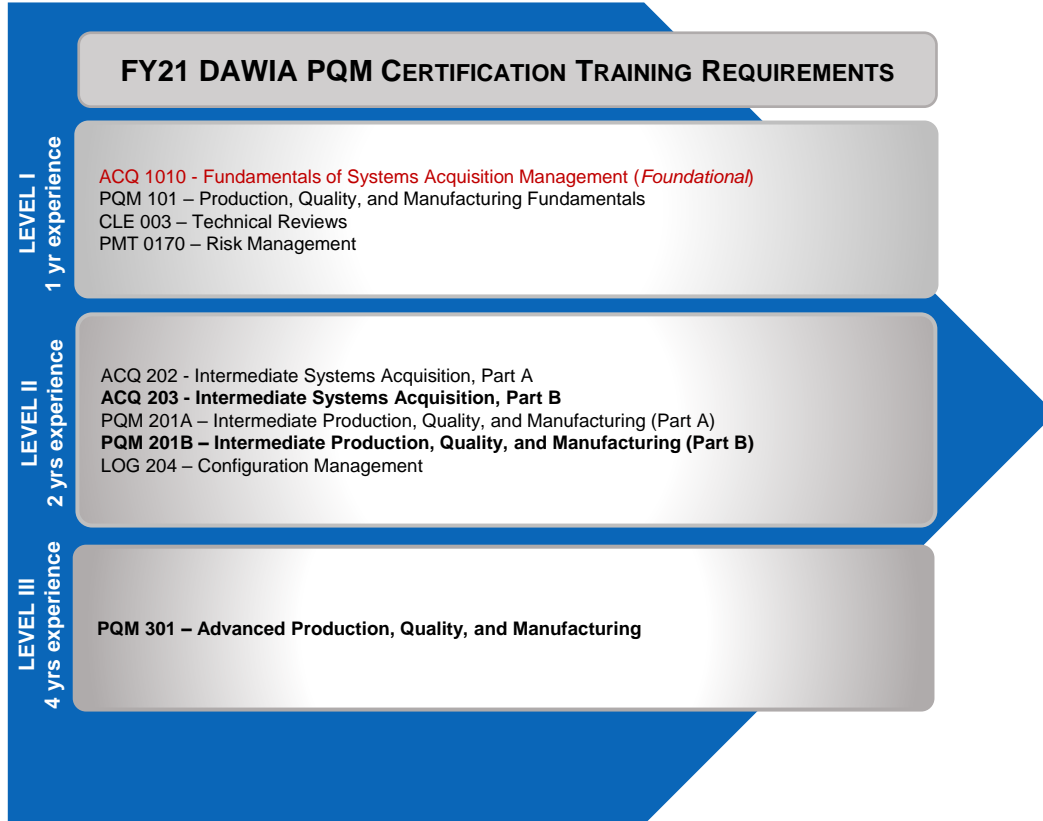 FY21 DAWIA PQM CERTIFICATION TRAINING REQUIREMENTS
LEVEL I
1 yr experience
ACQ 1010 - Fundamentals of Systems Acquisition Management (Foundational)
PQM 101 – Production, Quality, and Manufacturing Fundamentals
CLE 003 – Technical Reviews
PMT 0170 – Risk Management
LEVEL II
2 yrs experience
ACQ 202 - Intermediate Systems Acquisition, Part A
ACQ 203 - Intermediate Systems Acquisition, Part B
PQM 201A – Intermediate Production, Quality, and Manufacturing (Part A)
PQM 201B – Intermediate Production, Quality, and Manufacturing (Part B)
LOG 204 – Configuration Management
LEVEL III
4 yrs experience
PQM 301 – Advanced Production, Quality, and Manufacturing